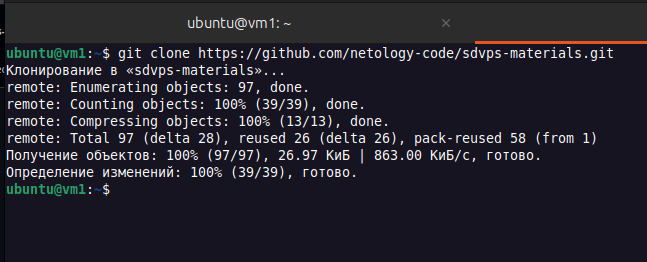 ubuntu@vm1: ~
ubuntu@vm1:~$ git clone https://github.com/netology-code/sdvps-materials.git
Клонирование в «sdvps-materials»...
remote: Enumerating objects: 97, done.
remote: Counting objects: 100% (39/39), done.
remote: Compressing objects: 100% (13/13), done.
remote: Total 97 (delta 28), reused 26 (delta 26), pack-reused 58 (from 1)
Получение объектов: 100% (97/97), 26.97 КиБ | 863.00 КиБ/с, готово.
Определение изменений: 100% (39/39), готово.
ubuntu@vm1:~$